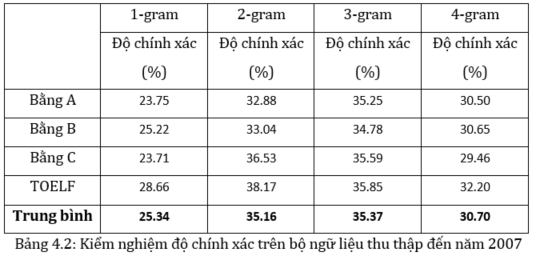 1-gram 2-gram 3-gram 4-gram
Độ chính xác Độ chính xác Độ chính xác Độ chính xác
(%) (%) (%) (%)
Bằng A 23.75 32.88 35.25 30.50
Bằng B 25.22 33.04 34.78 30.65
Bằng C 23.71 36.53 35.59 29.46
TOELF 28.66 38.17 35.85 32.20
Trung bình 25.34 35.16 35.37 30.70
Bảng 4.2: Kiểm nghiệm độ chính xác trên bộ ngữ liệu thu thập đến năm 2007